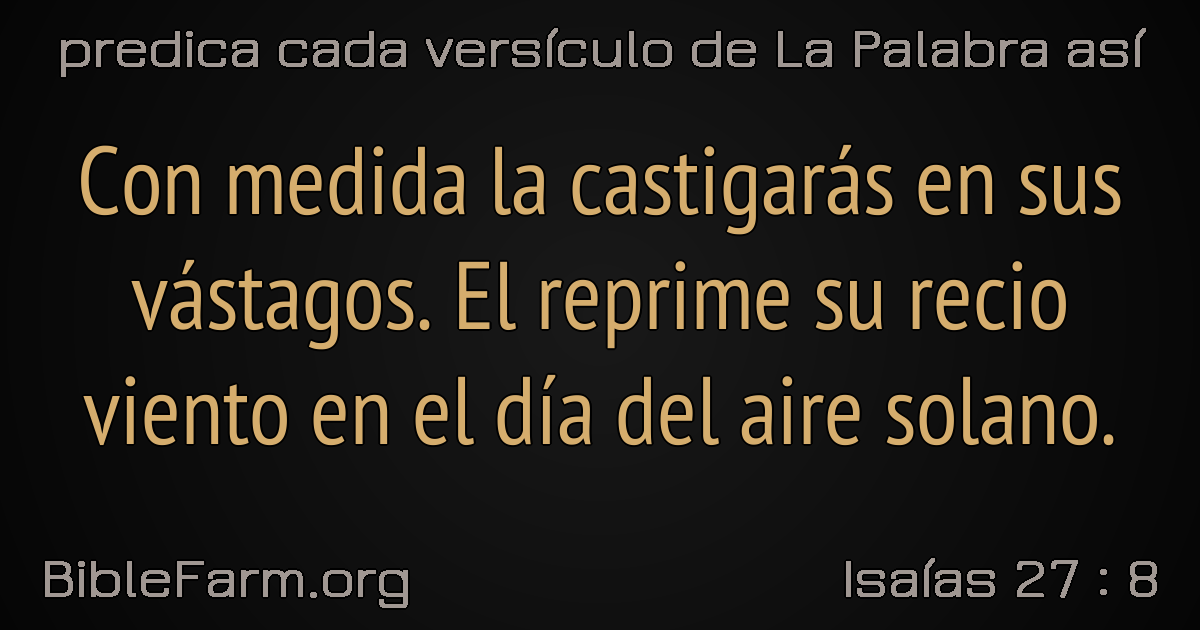 predica cada versículo de La Palabra así
Con medida la castigarás en sus
vástagos. El reprime su recio
viento en el día del aire solano.
BibleFarm.org
Isaías 27 : 8